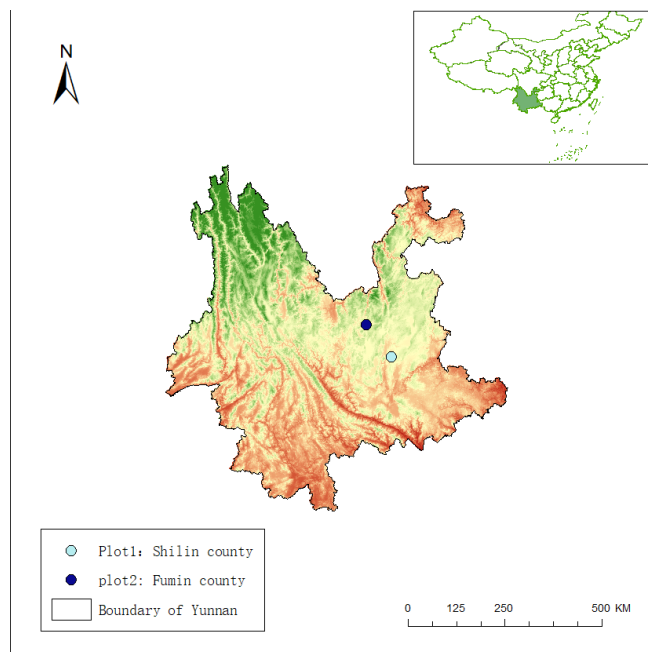 N
Plot1: Shilin county
plot2: Fumin county
Boundary of Yunnan
0 125 250 500 KM